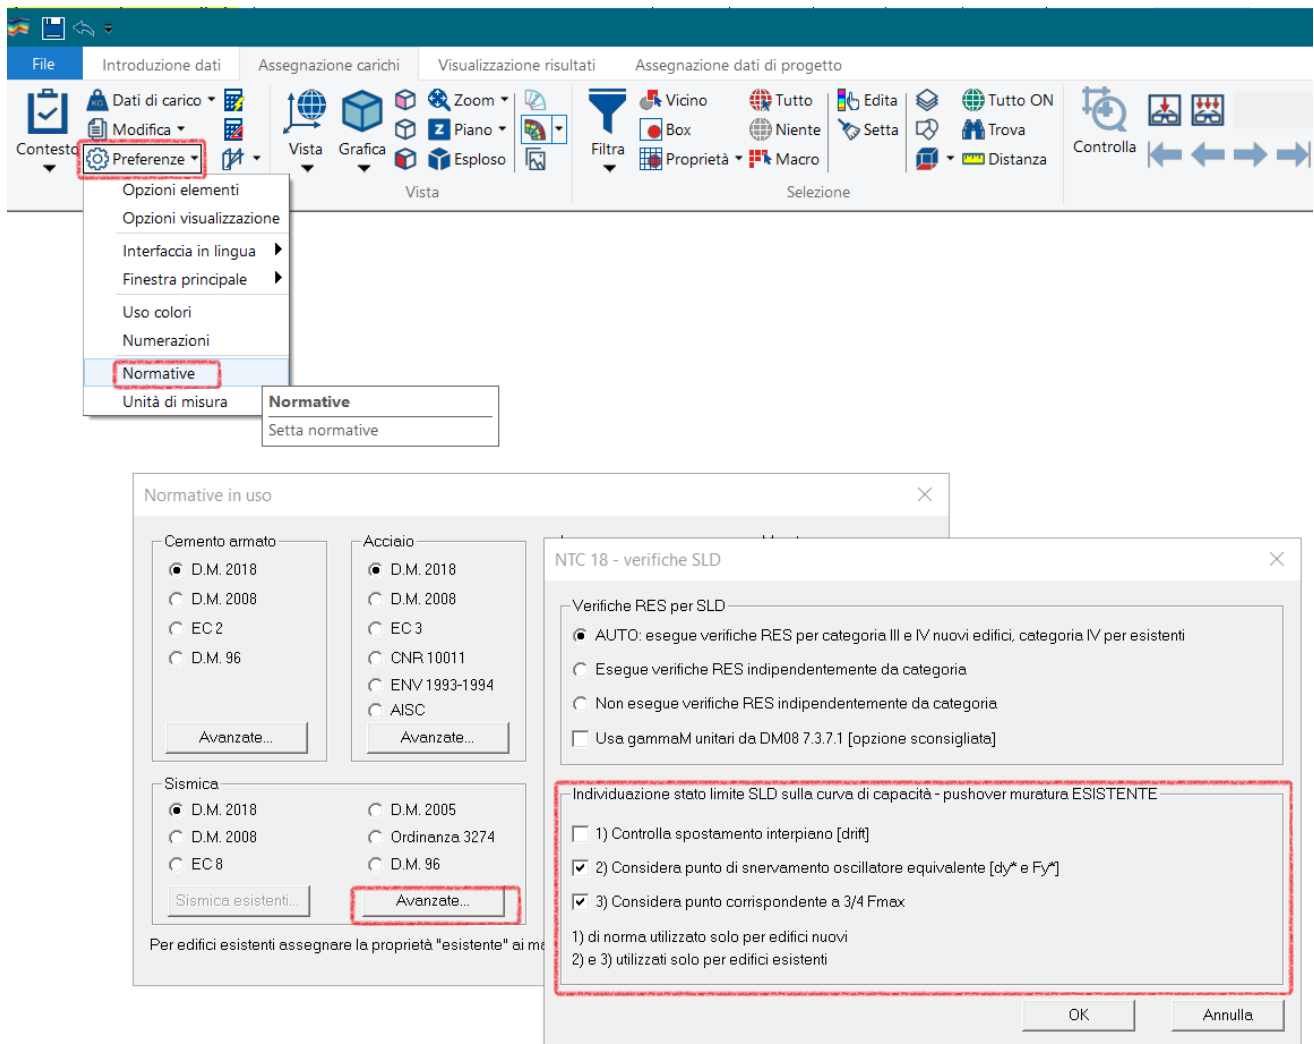 File Introduzione dati Assegnazione carichi Visualizzazione risultati Assegnazione dati di progetto
Dati di carico Zoom Vicino Tutto Edita Tutto ON
Modifica Piano Box Niente Setta Trova
Contesto Vista Grafica Filtra Controlla
Preferenze Esploso Proprietà Macro Distanza
Vista Selezione
Opzioni elementi
Opzioni visualizzazione
Interfaccia in lingua
Finestra principale
Uso colori
Numerazioni
Normative
Unità di misura
Normative
Setta normative
Normative in uso
Cemento armato
D.M. 2018
D.M. 2008
EC 2
D.M. 96
Avanzate...
Acciaio
D.M. 2018
D.M. 2008
EC 3
CNR 10011
ENV 1993-1994
AISC
Avanzate...
Sismica
D.M. 2018 D.M. 2005
D.M. 2008 Ordinanza 3274
EC 8 D.M. 96
Sismica esistenti... Avanzate...
Per edifici esistenti assegnare la proprietà "esistente" ai
NTC 18 - verifiche SLD
Verifiche RES per SLD
AUTO: esegue verifiche RES per categoria III e IV nuovi edifici, categoria IV per esistenti
Esegue verifiche RES indipendentemente da categoria
Non esegue verifiche RES indipendentemente da categoria
Usa gammaM unitari da DM08 7.3.7.1 [opzione sconsigliata]
Individuazione stato limite SLD sulla curva di capacità - pushover muratura ESISTENTE
1) Controlla spostamento interpiano [drift]
2) Considera punto di snervamento oscillatore equivalente [dy* e Fy*]
3) Considera punto corrispondente a 3/4 Fmax
1) di norma utilizzato solo per edifici nuovi
2) e 3) utilizzati solo per edifici esistenti
OK Annulla